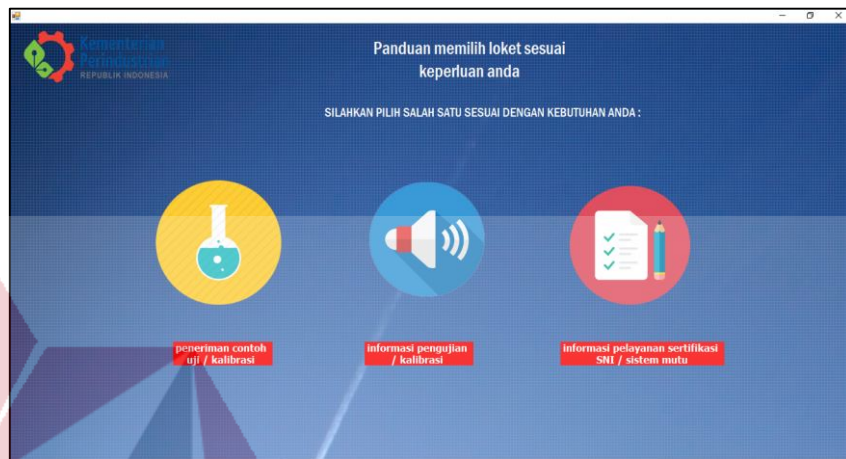 Kementerian
Perindustrian
REPUBLIK INDONESIA
Panduan memilih loket sesuai
keperluan anda
SILAHKAN PILIH SALAH SATU SESUAI DENGAN KEBUTUHAN ANDA :
peneriman contoh
uji / kalibrasi
informasi pengujian
/ kalibrasi
informasi pelayanan sertifikasi
SNI / sistem mutu